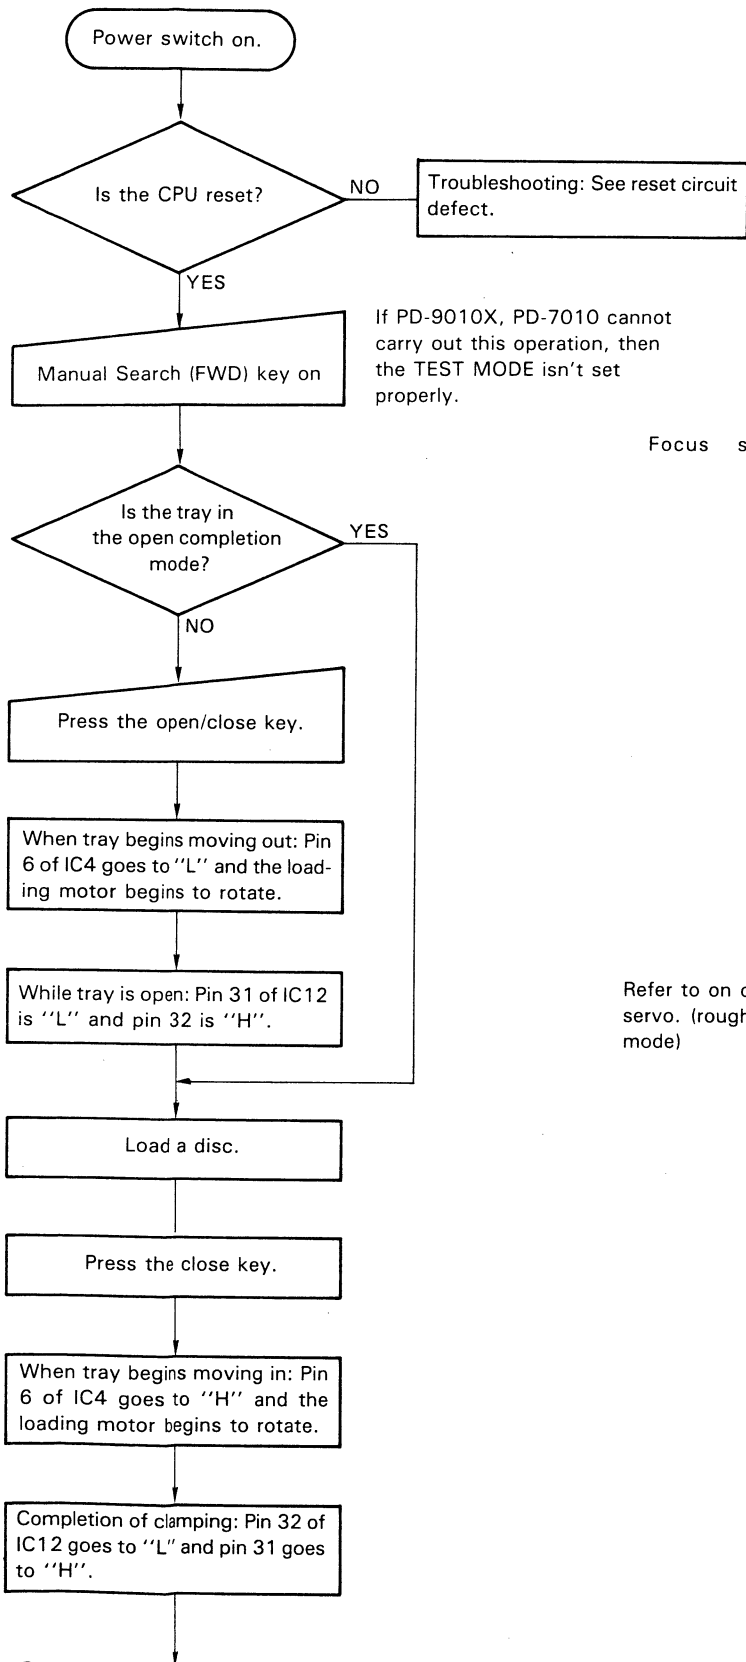 Power switch on.
Is the CPU reset?
NO
Troubleshooting: See reset circuit
defect.
YES
Manual Search (FWD) key on
If PD-9010X, PD-7010 cannot
carry out this operation, then
the TEST MODE isn't set
properly.
Focus s
Is the tray in
the open completion
mode?
YES
NO
Press the open/close key.
When tray begins moving out: Pin
6 of IC4 goes to "L" and the load-
ing motor begins to rotate.
While tray is open: Pin 31 of IC12
is "L" and pin 32 is "H".
Refer to on
servo. (rough
mode)
Load a disc.
Press the close key.
When tray begins moving in: Pin
6 of IC4 goes to "H" and the
loading motor begins to rotate.
Completion of clamping: Pin 32 of
IC12 goes to "L" and pin 31 goes
to "H".